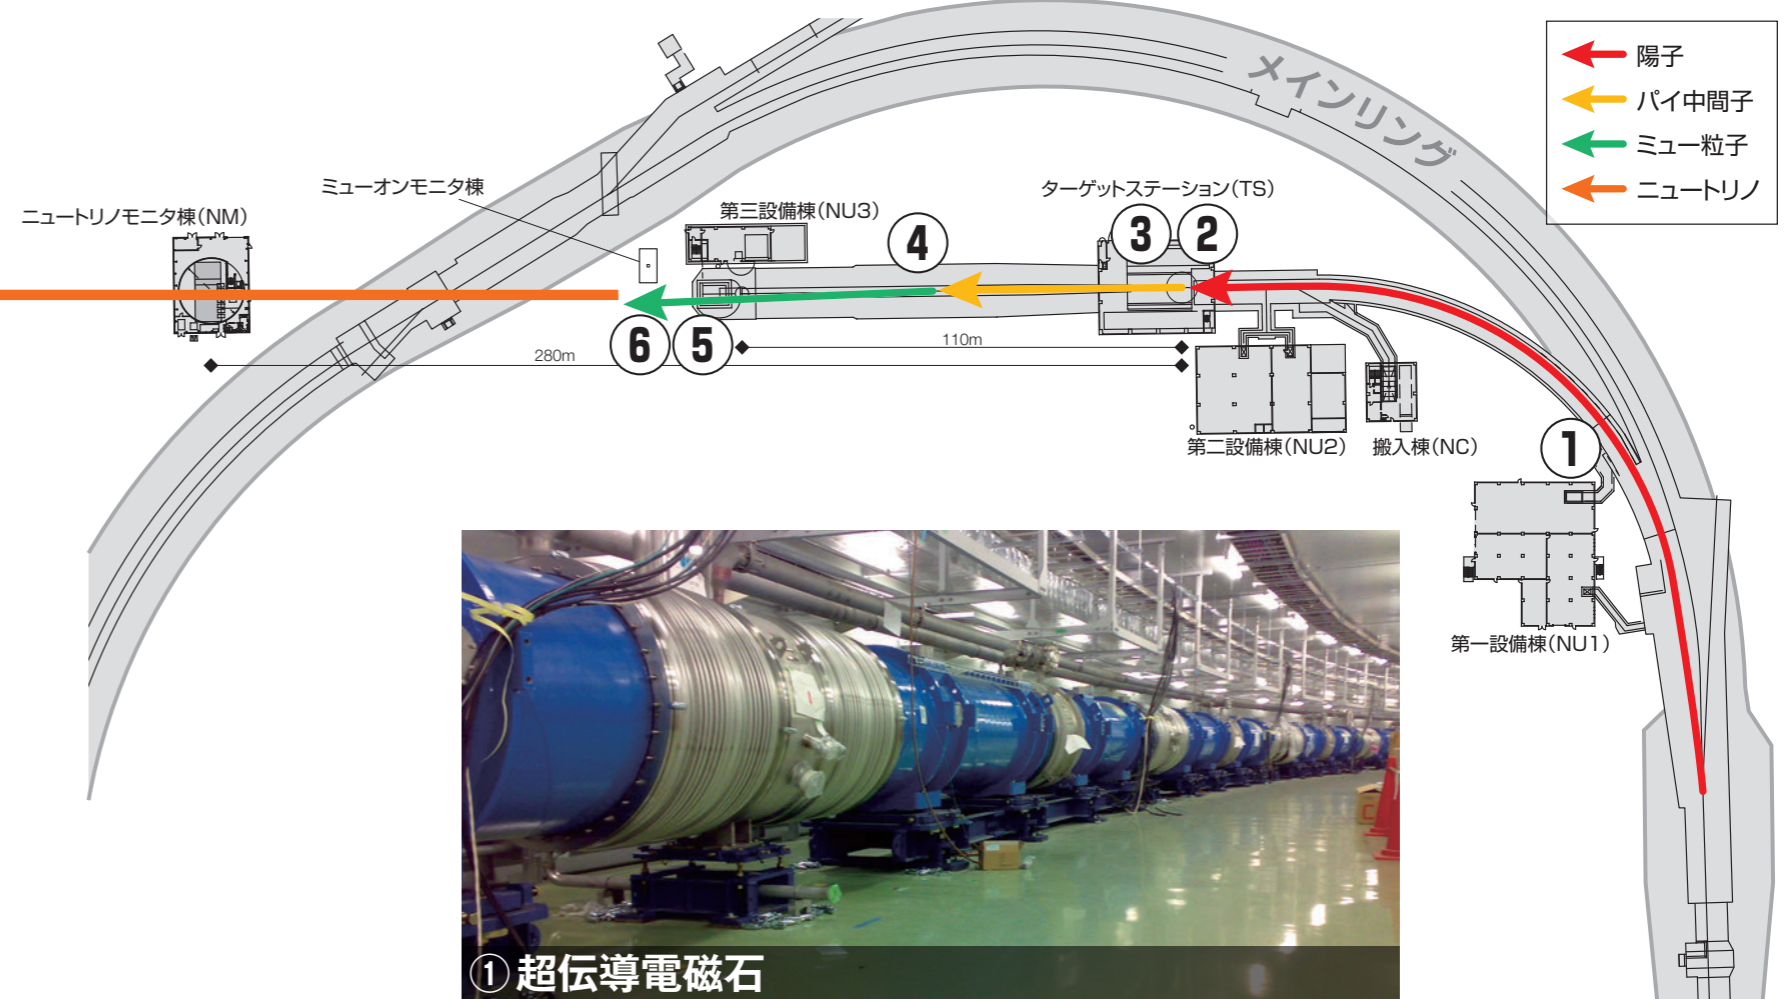 メインリング
陽子
パイ中間子
ミュー粒子
ニュートリノ
ミューオンモニタ棟
ニュートリノモニタ棟(NM)
第三設備棟(NU3)
ターゲットステーション(TS)
4
3
2
6
5
110m
280m
第二設備棟(NU2)
搬入棟(NC)
1
第一設備棟(NU1)
①超伝導電磁石